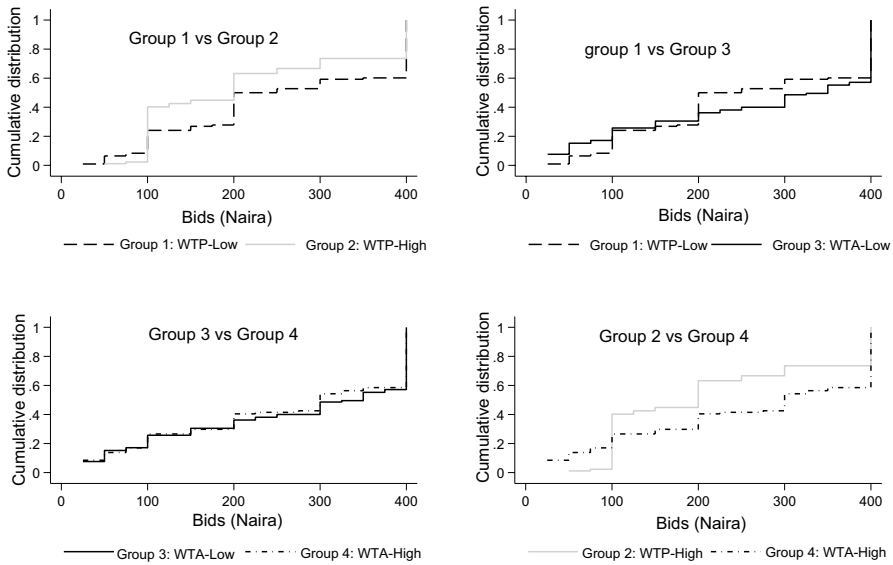 Group 1 vs Group 2
Cumulative distribution
1
.8
.6
.4
.2
0
0 100 200 300 400
Bids (Naira)
Group 1: WTP-Low Group 2: WTP-High
group 1 vs Group 3
Cumulative distribution
1
.8
.6
.4
.2
0
0 100 200 300 400
Bids (Naira)
Group 1: WTP-Low Group 3: WTA-Low
Group 3 vs Group 4
Cumulative distribution
1
.8
.6
.4
.2
0
0 100 200 300 400
Bids (Naira)
Group 3: WTA-Low Group 4: WTA-High
Group 2 vs Group 4
Cumulative distribution
1
.8
.6
.4
.2
0
0 100 200 300 400
Bids (Naira)
Group 2: WTP-High Group 4: WTA-High